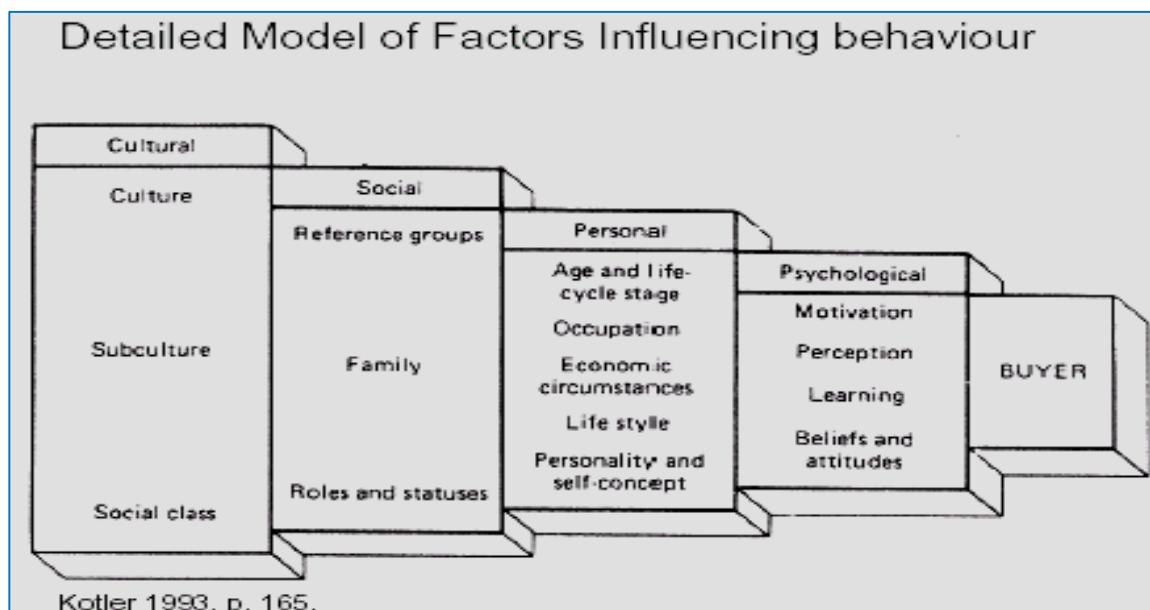 Detailed Model of Factors Influencing behaviour
Cultural
Culture
Subculture
Social class
Social
Reference groups
Family
Roles and statuses
Personal
Age and life-
cycle stage
Occupation
Economic
circumstances
Life stylle
Personality and
self-concept
Psychological
Motivation
Perception
Learning
Beliefs and
attitudes
BUYER
Kotler 1993, p. 165.